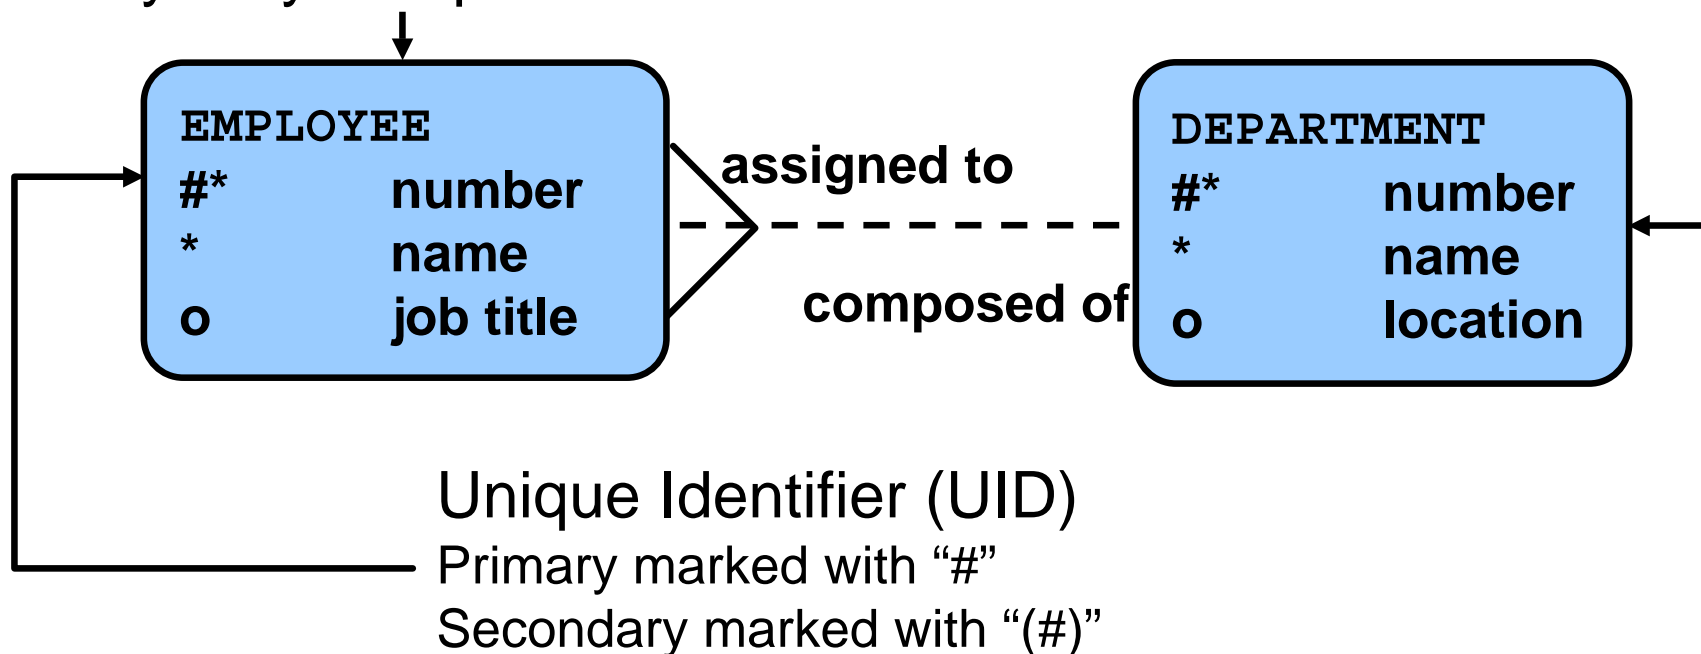 EMPLOYEE
#* number
* name
o job title
assigned to
composed of
DEPARTMENT
#* number
* name
o location
Unique Identifier (UID)
Primary marked with “#”
Secondary marked with “(#)”